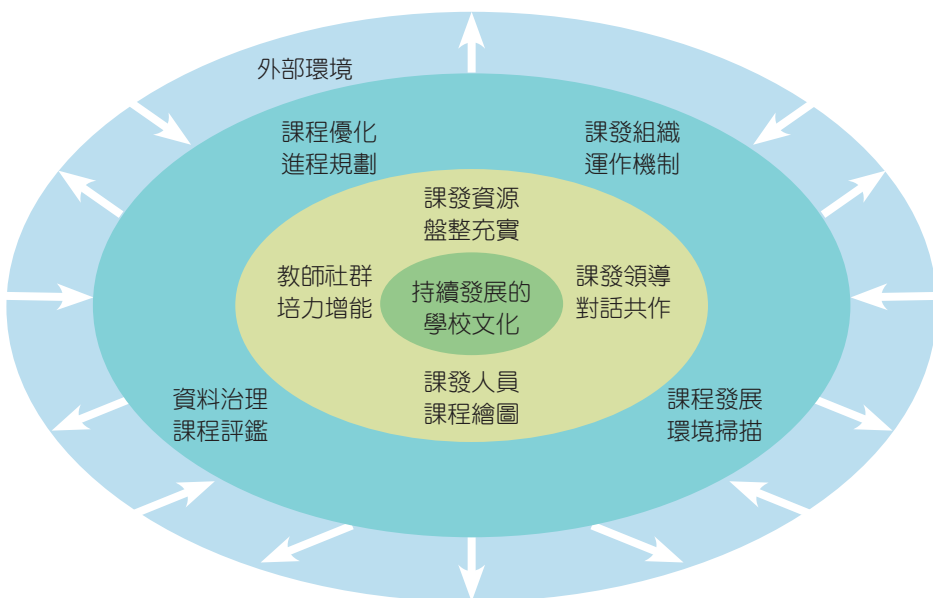 外部環境
課程優化
進程規劃
課發組織
運作機制
課發資源
盤整充實
教師社群
培力增能
持續發展的
學校文化
課發領導
對話共作
課發人員
課程繪圖
資料治理
課程評鑑
課程發展
環境掃描